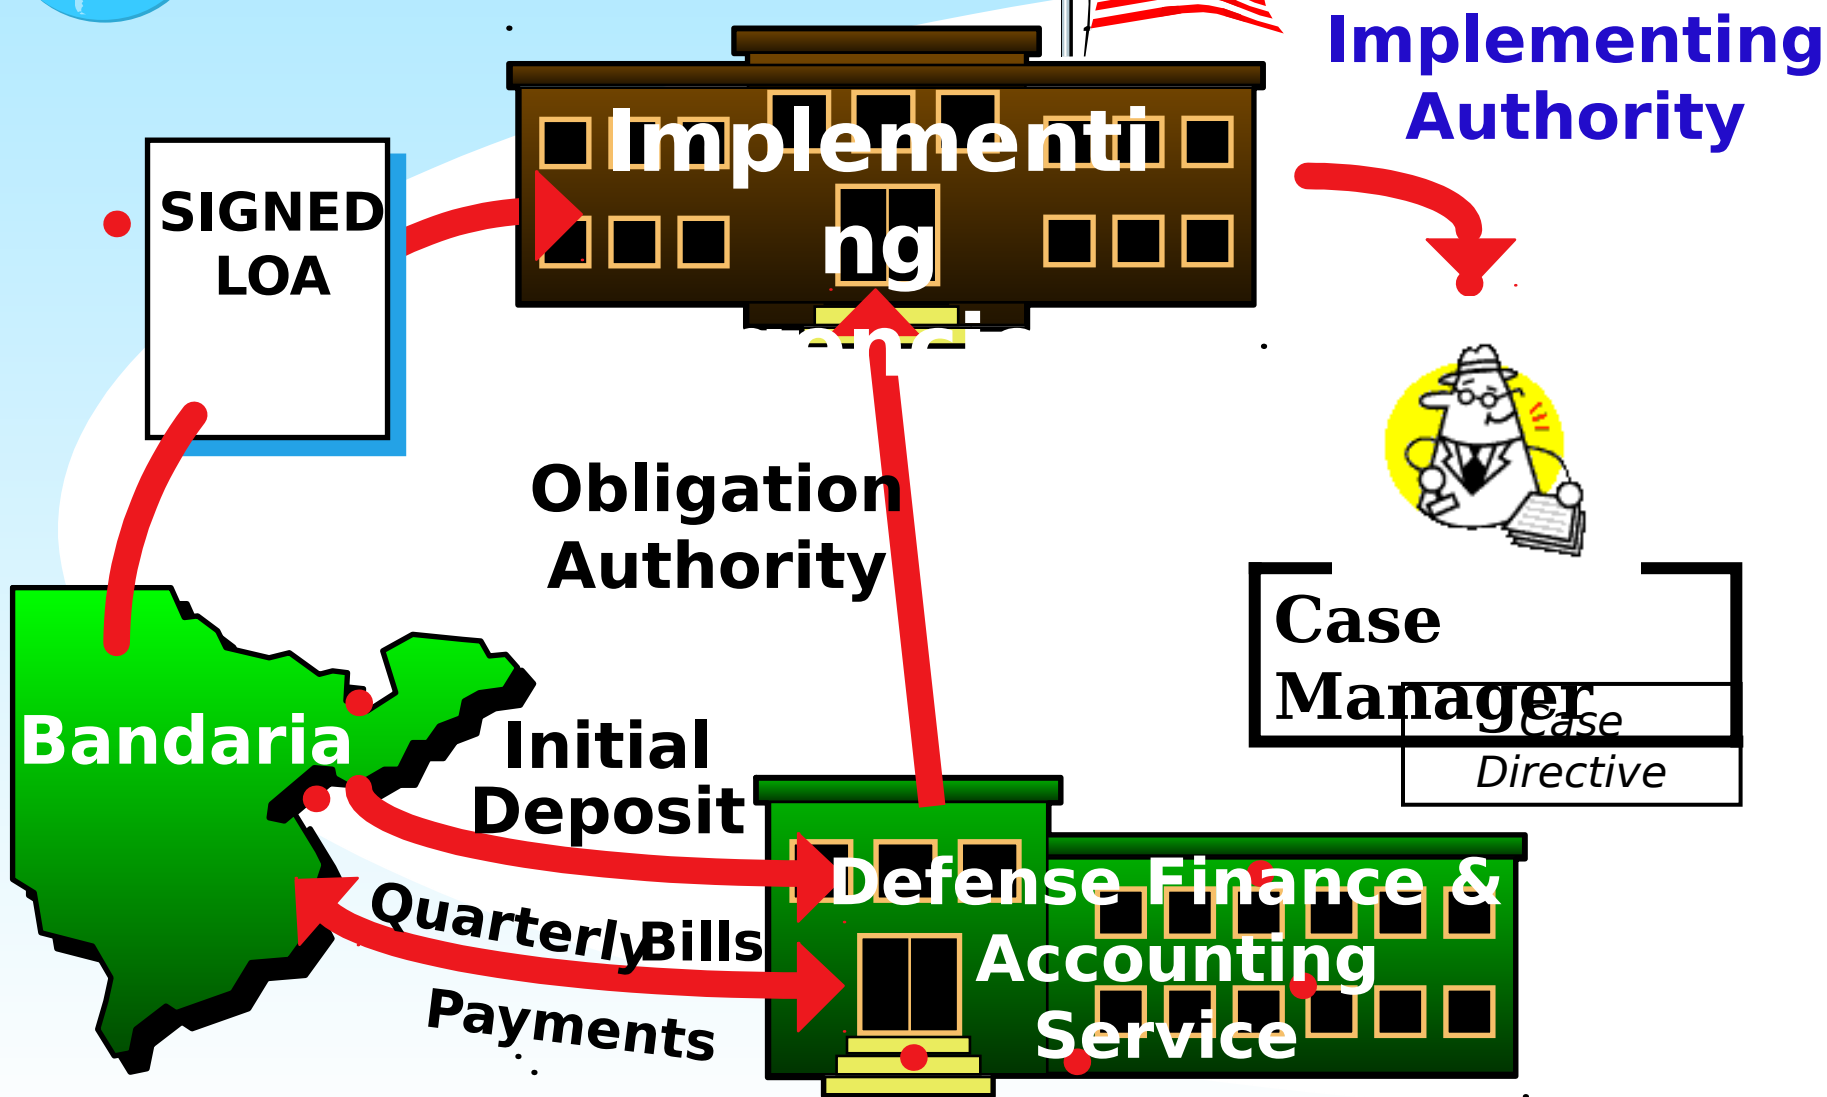 Implementing
Authority
Implementi
ng
SIGNED
LOA
Obligation
Authority
Case
Manager
Case
Directive
Bandaria
Initial
Deposit
Defense Finance &
Accounting
Service
Quarterly Bills
Payments